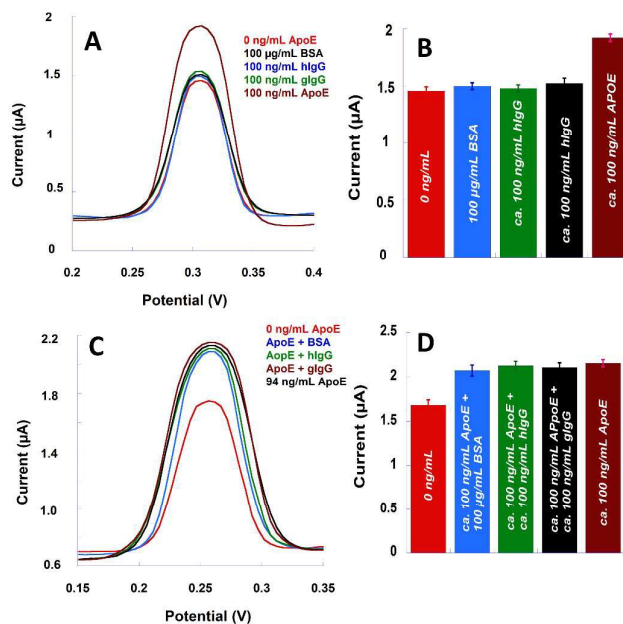 A
0 ng/mL ApoE
100 µg/mL BSA
100 ng/mL hIgG
100 ng/mL gIgG
100 ng/mL ApoE
2
1.5
1
0.5
0
Current (µA)
0.2
0.25
0.3
0.35
0.4
Potential (V)
B
2
1.5
1
0.5
0
Current (µA)
0 ng/mL
100 µg/mL BSA
ca. 100 ng/mL hIgG
ca. 100 ng/mL hIgG
ca. 100 ng/mL APOE
C
0 ng/mL ApoE
ApoE + BSA
AopE + hIgG
ApoE + gIgG
94 ng/mL ApoE
2.2
1.8
1.4
1.0
0.6
Current (µA)
0.15
0.2
0.25
0.3
0.35
Potential (V)
D
2.5
2
1.5
1
0.5
0
Current (µA)
0 ng/mL
ca. 100 ng/mL ApoE +
100 µg/mL BSA
ca. 100 ng/mL ApoE +
ca. 100 ng/mL hIgG
ca. 100 ng/mL APpoE +
ca. 100 ng/mL gIgG
ca. 100 ng/mL ApoE